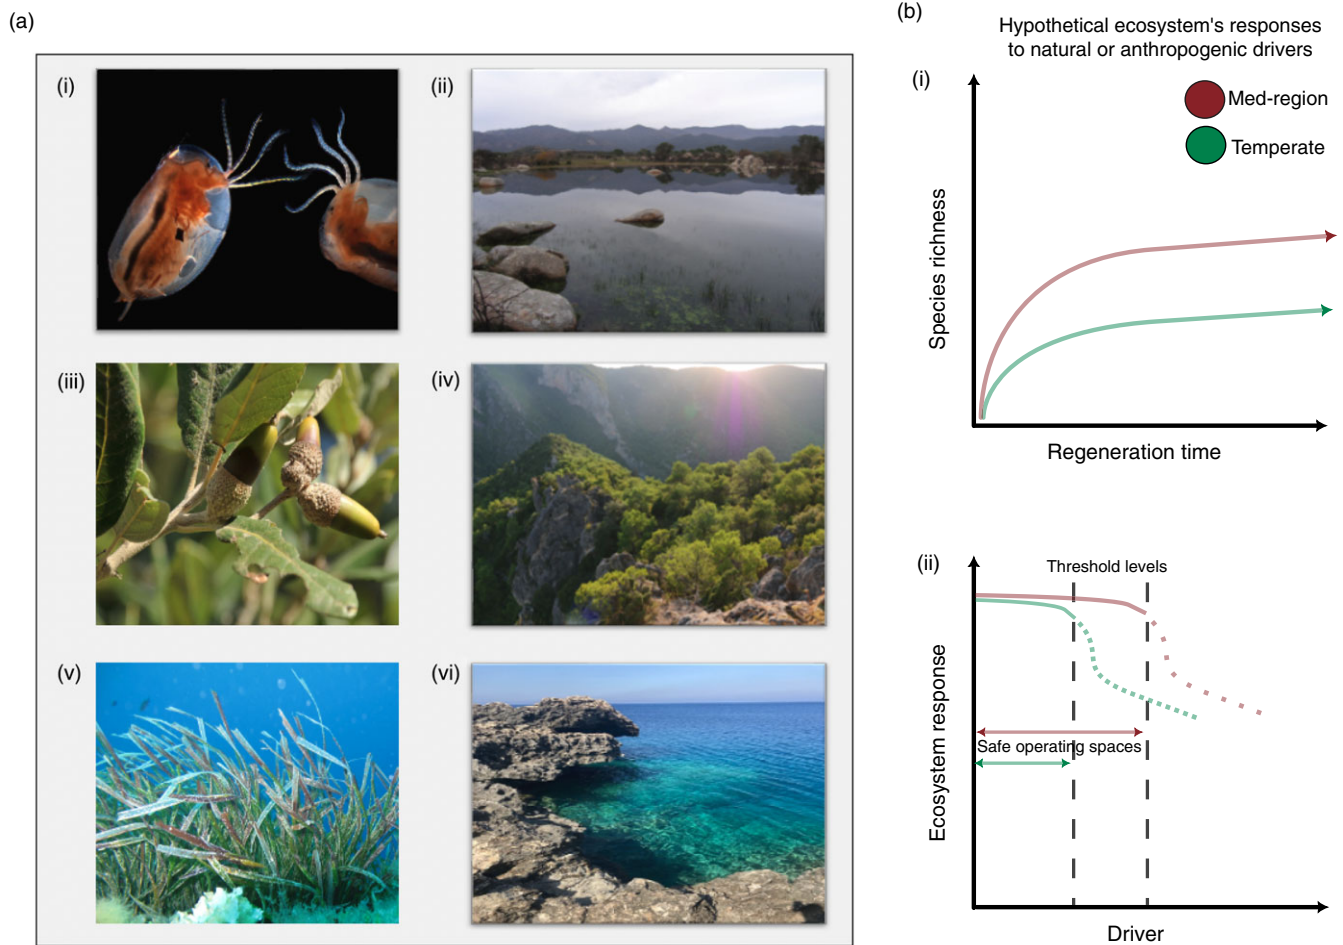 (a)
(i)
(ii)
(iii)
(iv)
(v)
(vi)
(b)
Hypothetical ecosystem's responses
to natural or anthropogenic drivers
(i)
Med-region
Temperate
Species richness
Regeneration time
(ii)
Threshold levels
Safe operating spaces
Ecosystem response
Driver